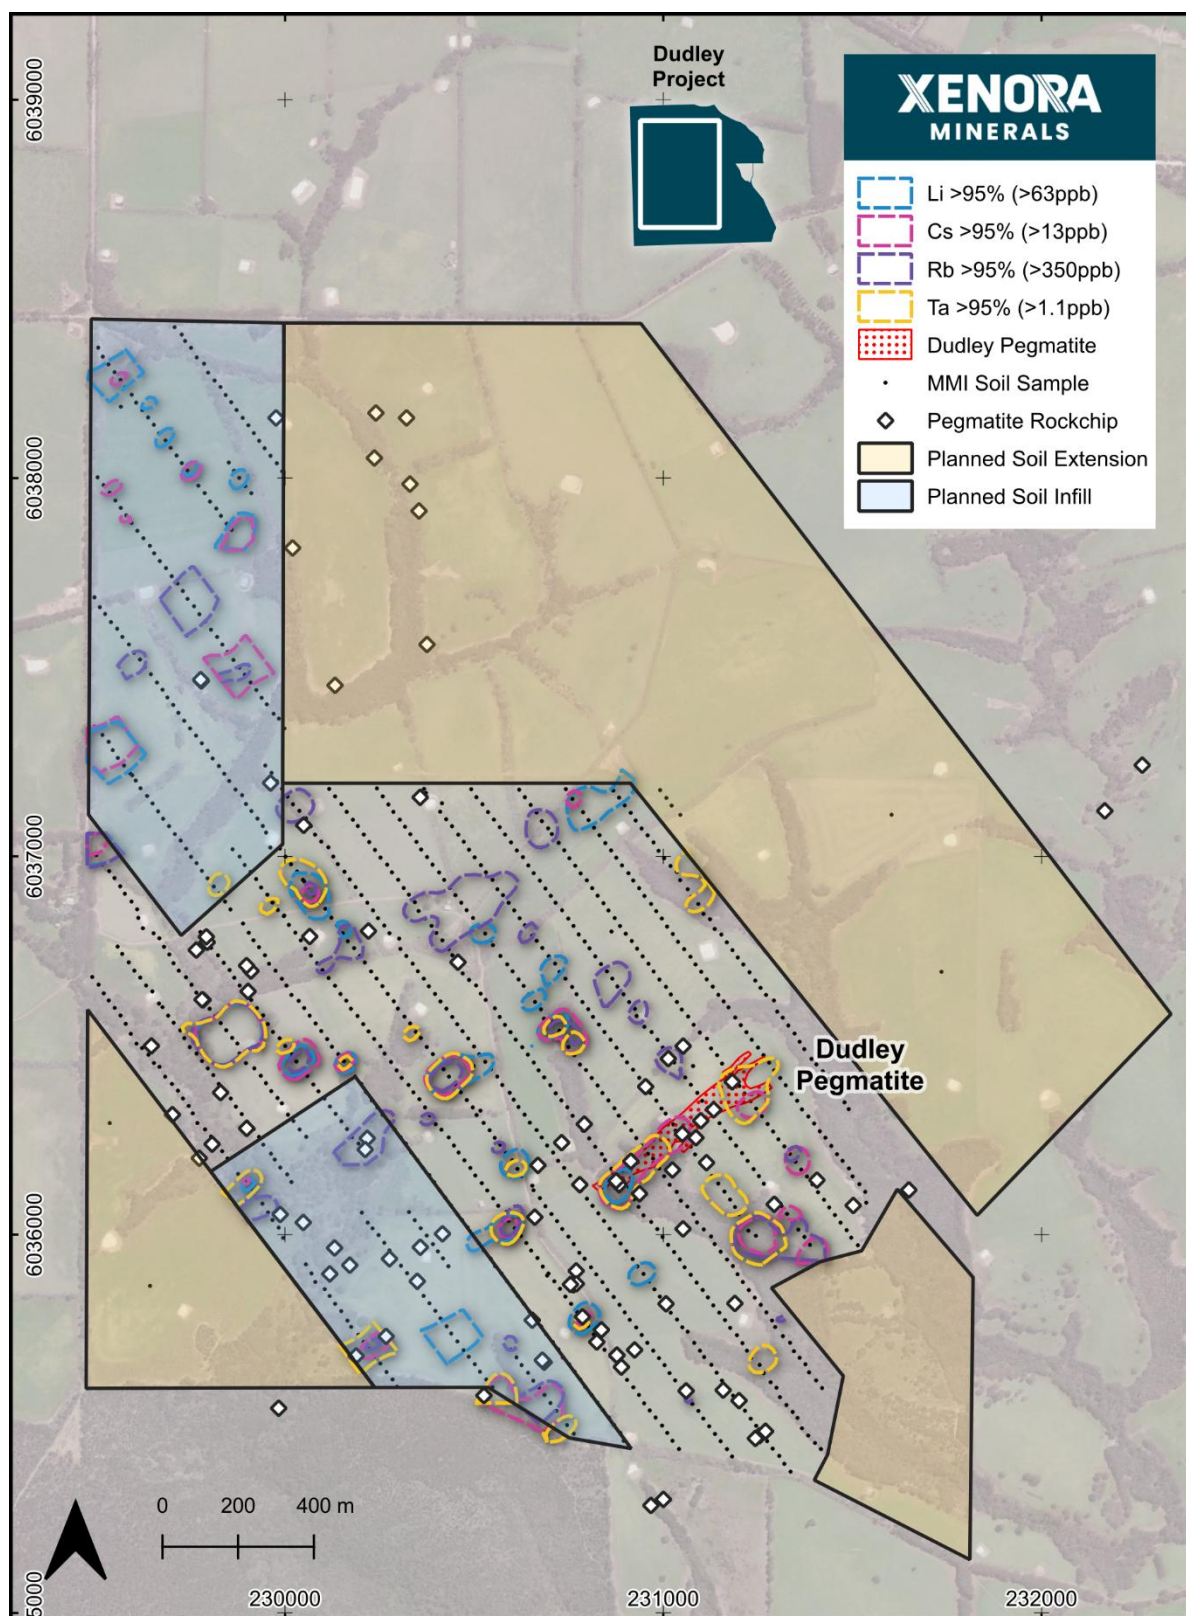 Dudley
Project
XENORA
MINERALS
Li >95% (>63ppb)
Cs >95% (>13ppb)
Rb >95% (>350ppb)
Ta >95% (>1.1ppb)
Dudley Pegmatite
MMI Soil Sample
Pegmatite Rockchip
Planned Soil Extension
Planned Soil Infill
6039000
6038000
6037000
6036000
5000
Dudley
Pegmatite
0 200 400 m
230000
231000
232000